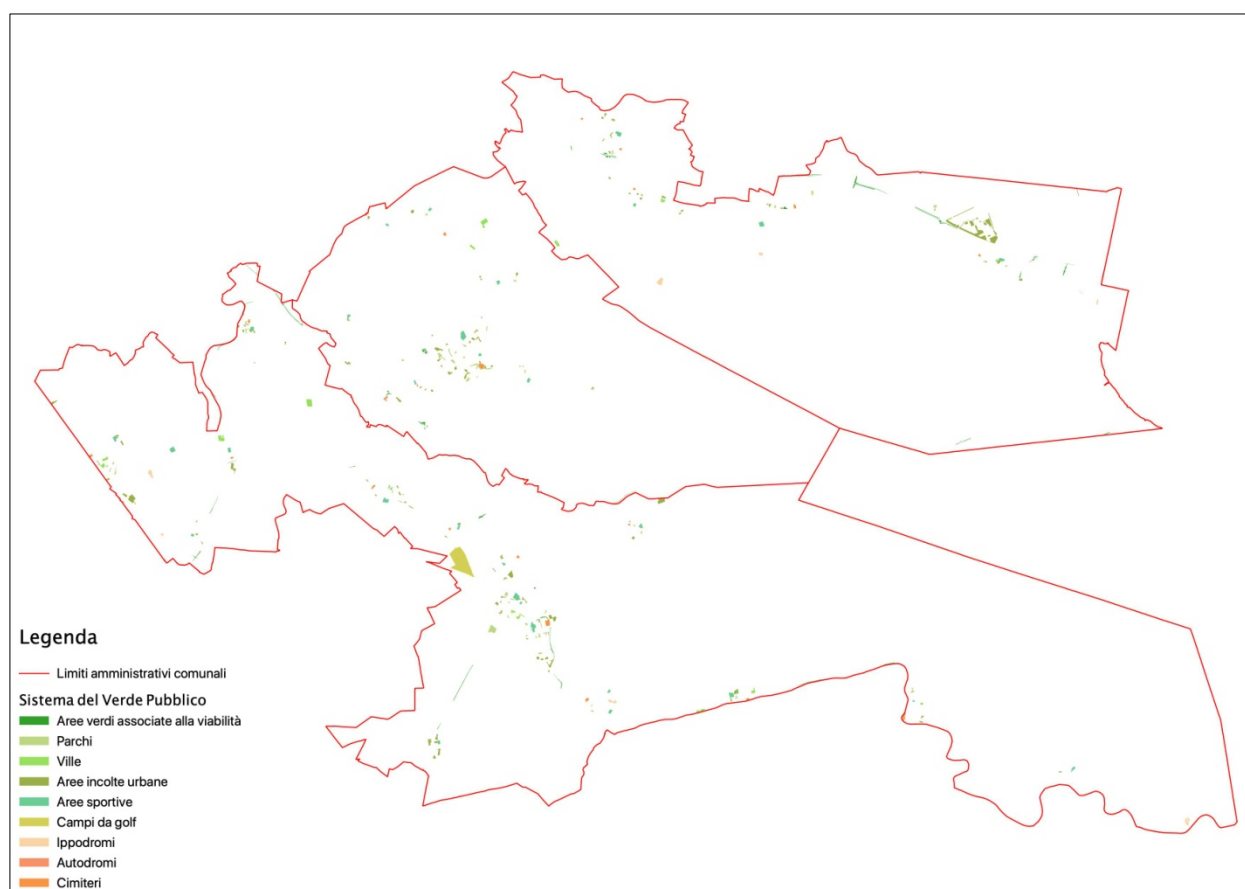 Legenda
Limiti amministrativi comunali
Sistema del Verde Pubblico
Aree verdi associate alla viabilità
Parchi
Ville
Aree incolte urbane
Aree sportive
Campi da golf
Ippodromi
Autodromi
Cimiteri